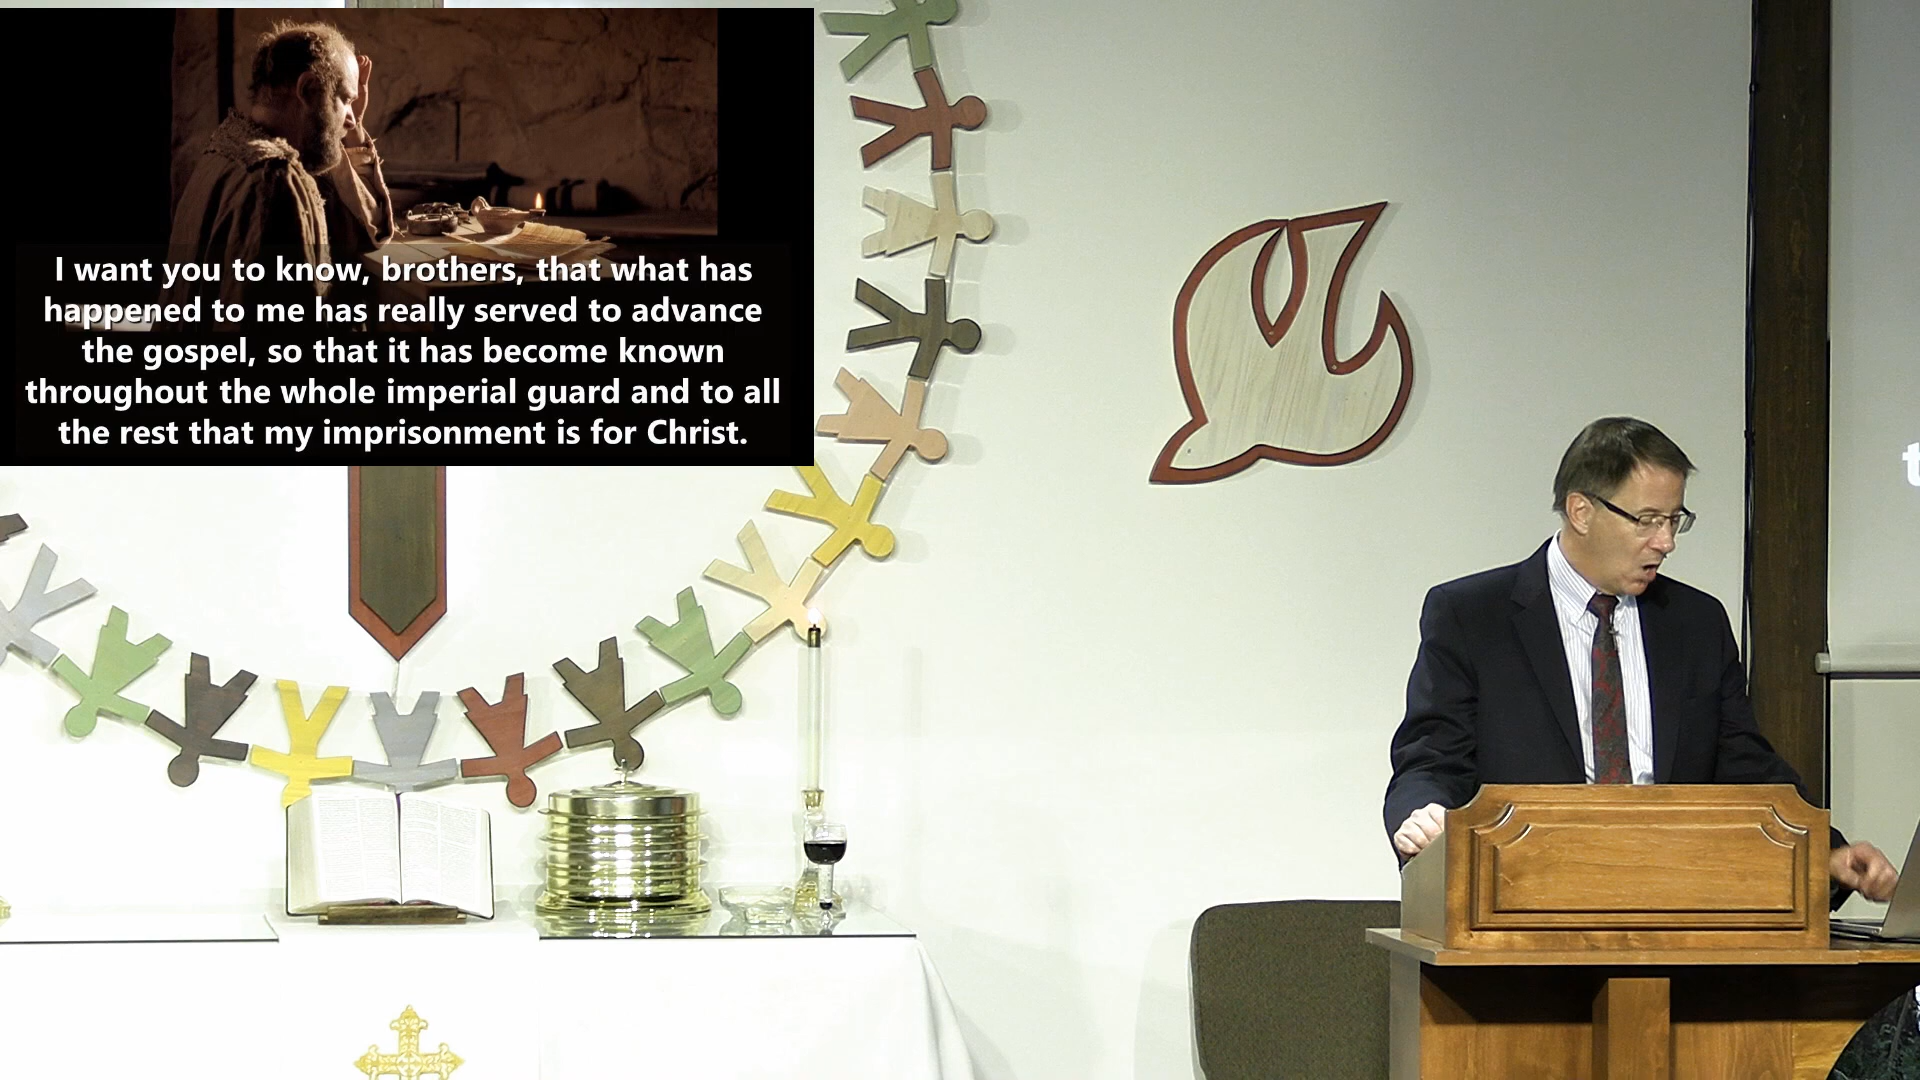 I want you to know, brothers, that what has
happened to me has really served to advance
the gospel, so that it has become known
throughout the whole imperial guard and to all
the rest that my imprisonment is for Christ.
t